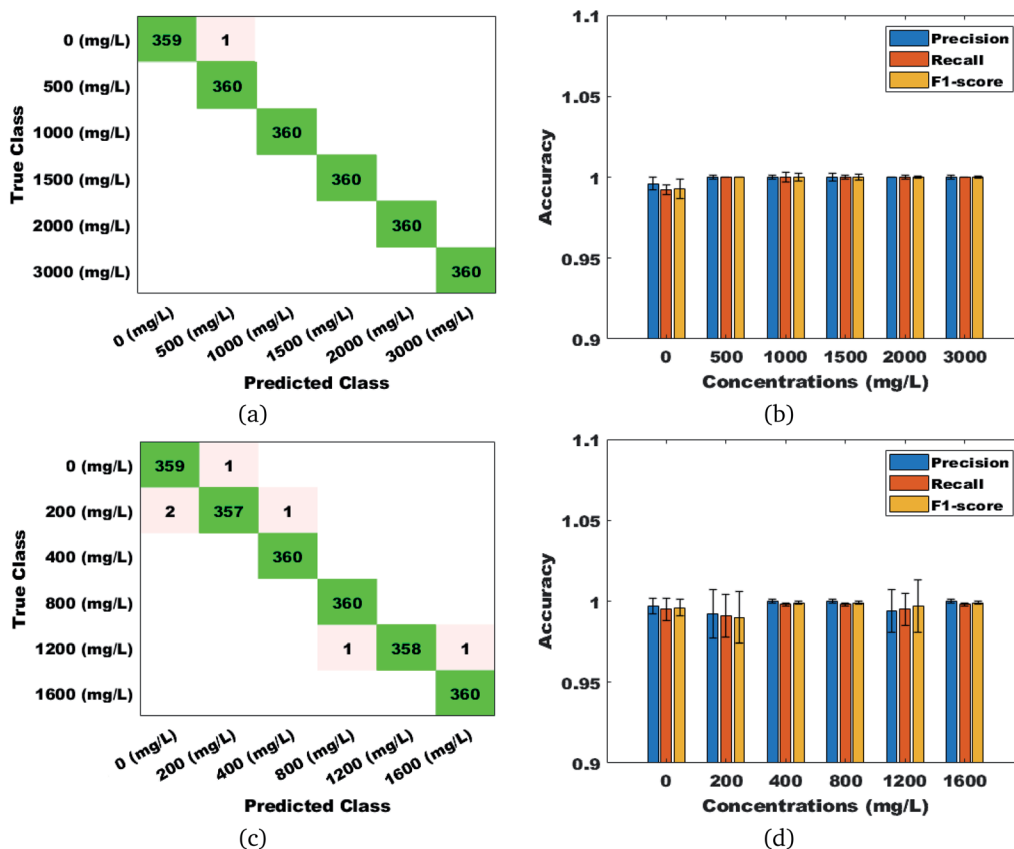 0 (mg/L) 359 1
500 (mg/L) 360
1000 (mg/L) 360
1500 (mg/L) 360
2000 (mg/L) 360
3000 (mg/L) 360
True Class
0 (mg/L) 500 (mg/L) 1000 (mg/L) 1500 (mg/L) 2000 (mg/L) 3000 (mg/L)
Predicted Class
(a)
1.1
1.05
1
0.95
0.9
Accuracy
Precision
Recall
F1-score
0 500 1000 1500 2000 3000
Concentrations (mg/L)
(b)
0 (mg/L) 359 1
200 (mg/L) 2 357 1
400 (mg/L) 360
800 (mg/L) 360
1200 (mg/L) 1 358 1
1600 (mg/L) 360
True Class
0 (mg/L) 200 (mg/L) 400 (mg/L) 800 (mg/L) 1200 (mg/L) 1600 (mg/L)
Predicted Class
(c)
1.1
1.05
1
0.95
0.9
Accuracy
Precision
Recall
F1-score
0 200 400 800 1200 1600
Concentrations (mg/L)
(d)